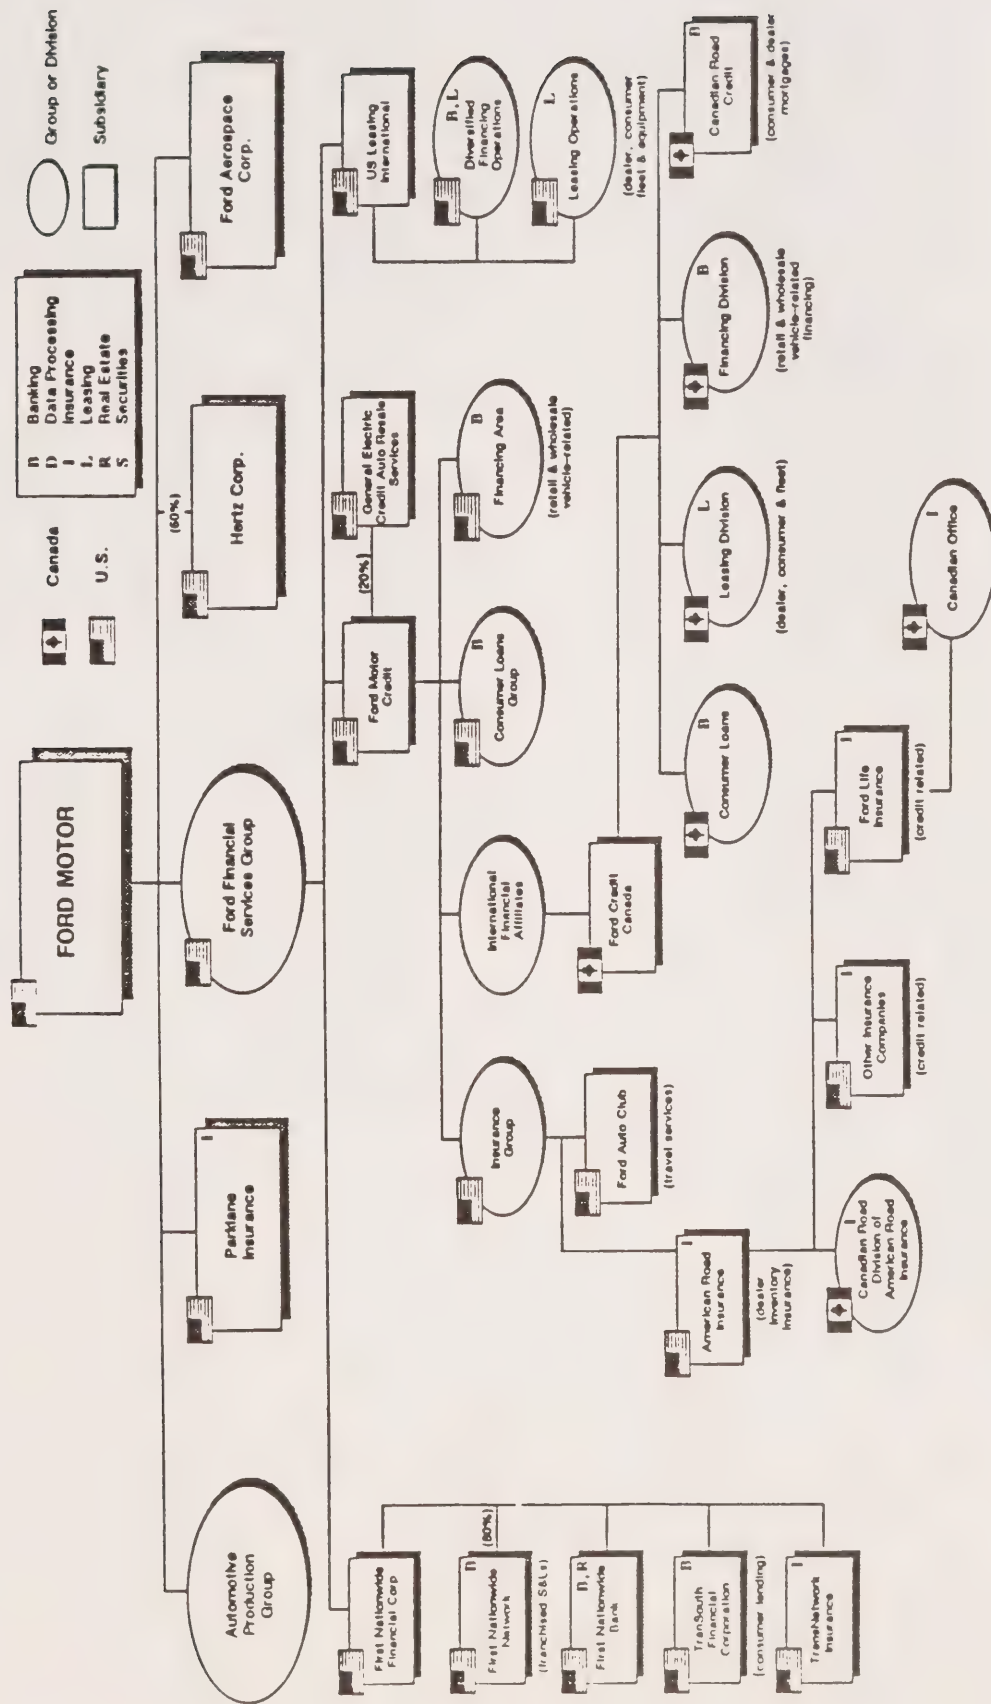 FORD MOTOR
Canada
U.S.
B Banking
D Data Processing
I Insurance
L Leasing
R Real Estate
S Securities
Group or Division
Subsidiary
Automotive
Production
Group
Parklane
Insurance
I
Ford Financial
Services Group
(60%)
Hertz Corp.
Ford Aerospace
Corp.
First Nationwide
Financial Corp
B
First Nationwide
Network
(80%)
(franchised S&Ls)
B, R
First Nationwide
Bank
B
TranSouth
Financial
Corporation
(consumer lending)
I
TransNetwork
Insurance
Ford Motor
Credit
(20%)
General Electric
Credit Auto Resale
Services
US Leasing
International
R, L
Diversified
Financing
Operations
L
Leasing Operations
(dealer, consumer
fleet & equipment)
Insurance
Group
International
Financial
Affiliates
B
Consumer Loans
Group
B
Financing Area
(retail & wholesale
vehicle-related)
Ford Auto Club
(travel services)
Ford Credit
Canada
I
American Road
Insurance
(dealer
inventory
insurance)
B
Consumer Loans
L
Leasing Division
(dealer, consumer & fleet)
B
Financing Division
(retail & wholesale
vehicle-related
financing)
B
Canadian Road
Credit
(consumer & dealer
mortgages)
I
Canadian Road
Division of
American Road
Insurance
I
Other Insurance
Companies
(credit related)
I
Ford Life
Insurance
(credit related)
I
Canadian Office